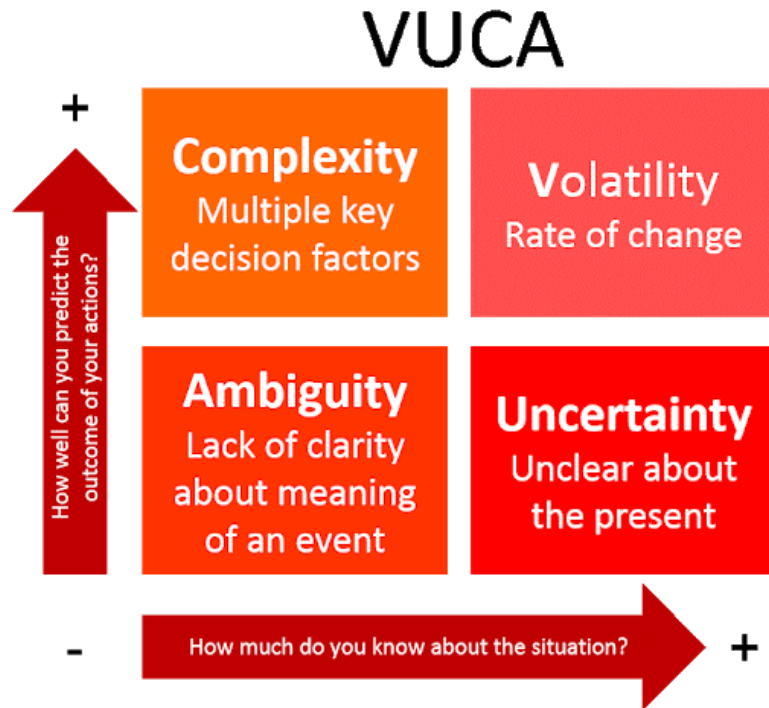 VUCA
+
Complexity
Multiple key
decision factors
Volatility
Rate of change
How well can you predict the
outcome of your actions?
Ambiguity
Lack of clarity
about meaning
of an event
Uncertainty
Unclear about
the present
-
How much do you know about the situation?
+